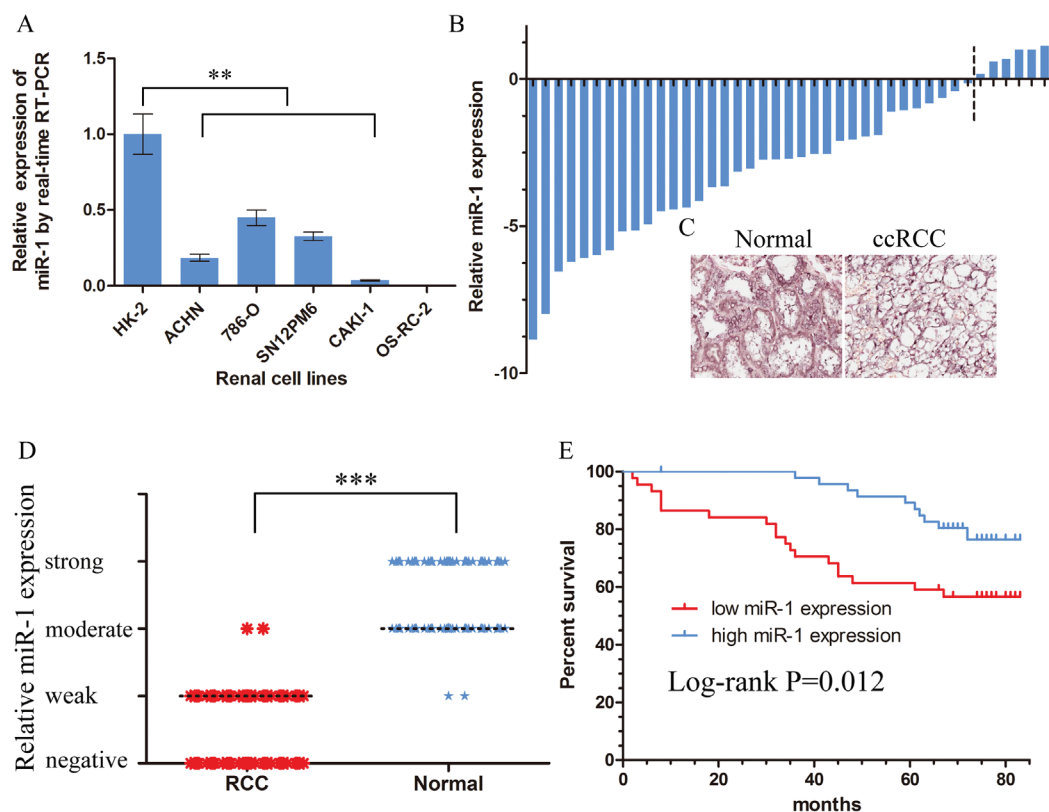 A
Relative expression of
miR-1 by real-time RT-PCR
1.5
1.0
0.5
0.0
**
HK-2
ACHN
786-O
SN12PM6
CAKI-1
OS-RC-2
Renal cell lines
B
Relative miR-1 expression
0
-5
-10
C
Normal
ccRCC
D
Relative miR-1 expression
***
strong
moderate
weak
negative
RCC
Normal
E
Percent survival
100
80
60
40
20
0
low miR-1 expression
high miR-1 expression
Log-rank P=0.012
0
20
40
60
80
100
months